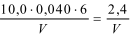 10,0 · 0,040 · 6 / V = 2,4 / V